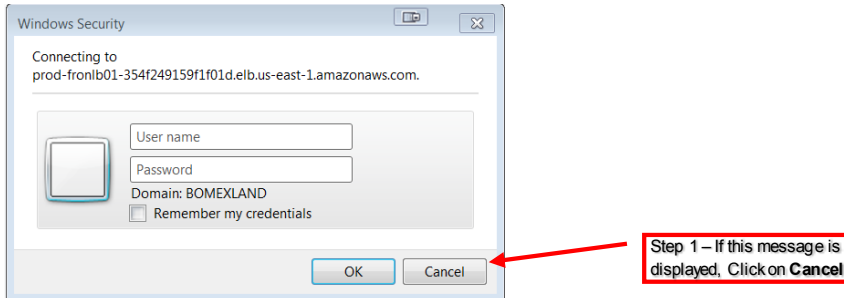 Windows Security
Connecting to
prod-fronlb01-354f249159f1f01d.elb.us-east-1.amazonaws.com.
User name
Password
Domain: BOMEXLAND
Remember my credentials
OK Cancel
Step 1 – If this message is
displayed, Click on Cancel